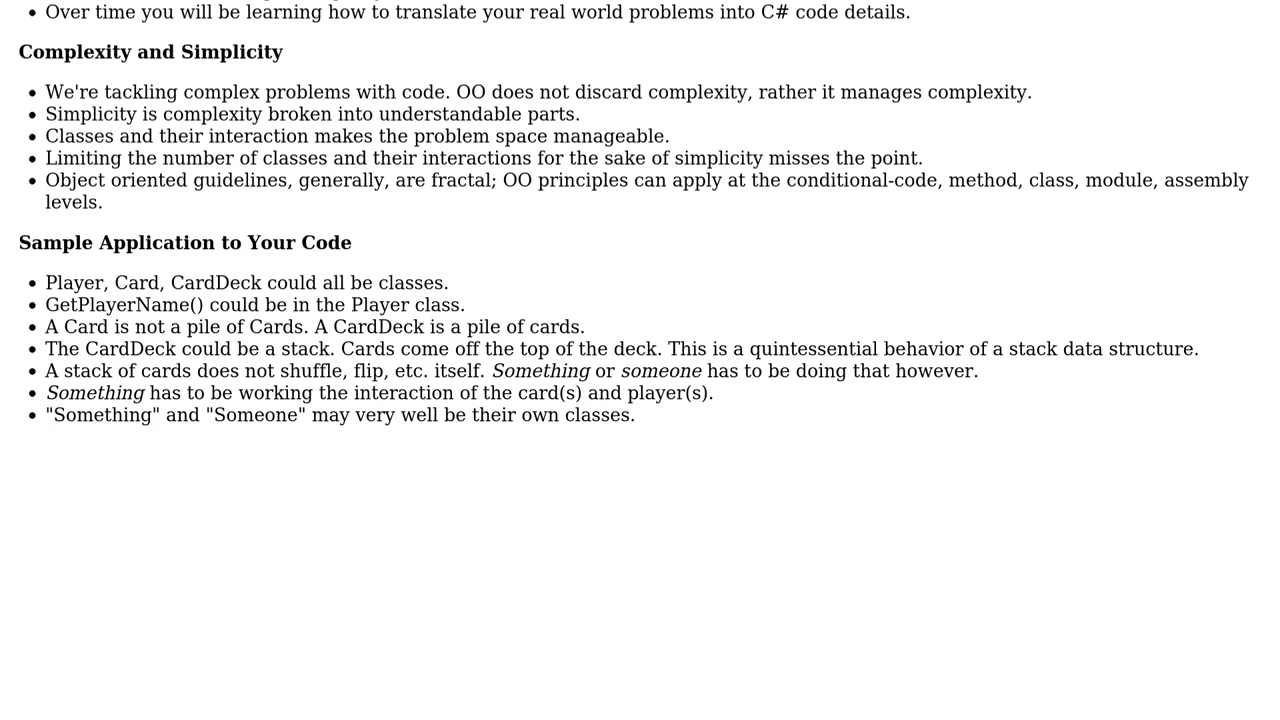 Over time you will be learning how to translate your real world problems into C# code details.
Complexity and Simplicity
We're tackling complex problems with code. OO does not discard complexity, rather it manages complexity.
Simplicity is complexity broken into understandable parts.
Classes and their interaction makes the problem space manageable.
Limiting the number of classes and their interactions for the sake of simplicity misses the point.
Object oriented guidelines, generally, are fractal; OO principles can apply at the conditional-code, method, class, module, assembly
levels.
Sample Application to Your Code
Player, Card, CardDeck could all be classes.
GetPlayerName() could be in the Player class.
A Card is not a pile of Cards. A CardDeck is a pile of cards.
The CardDeck could be a stack. Cards come off the top of the deck. This is a quintessential behavior of a stack data structure.
A stack of cards does not shuffle, flip, etc. itself. Something or someone has to be doing that however.
Something has to be working the interaction of the card(s) and player(s).
"Something" and "Someone" may very well be their own classes.